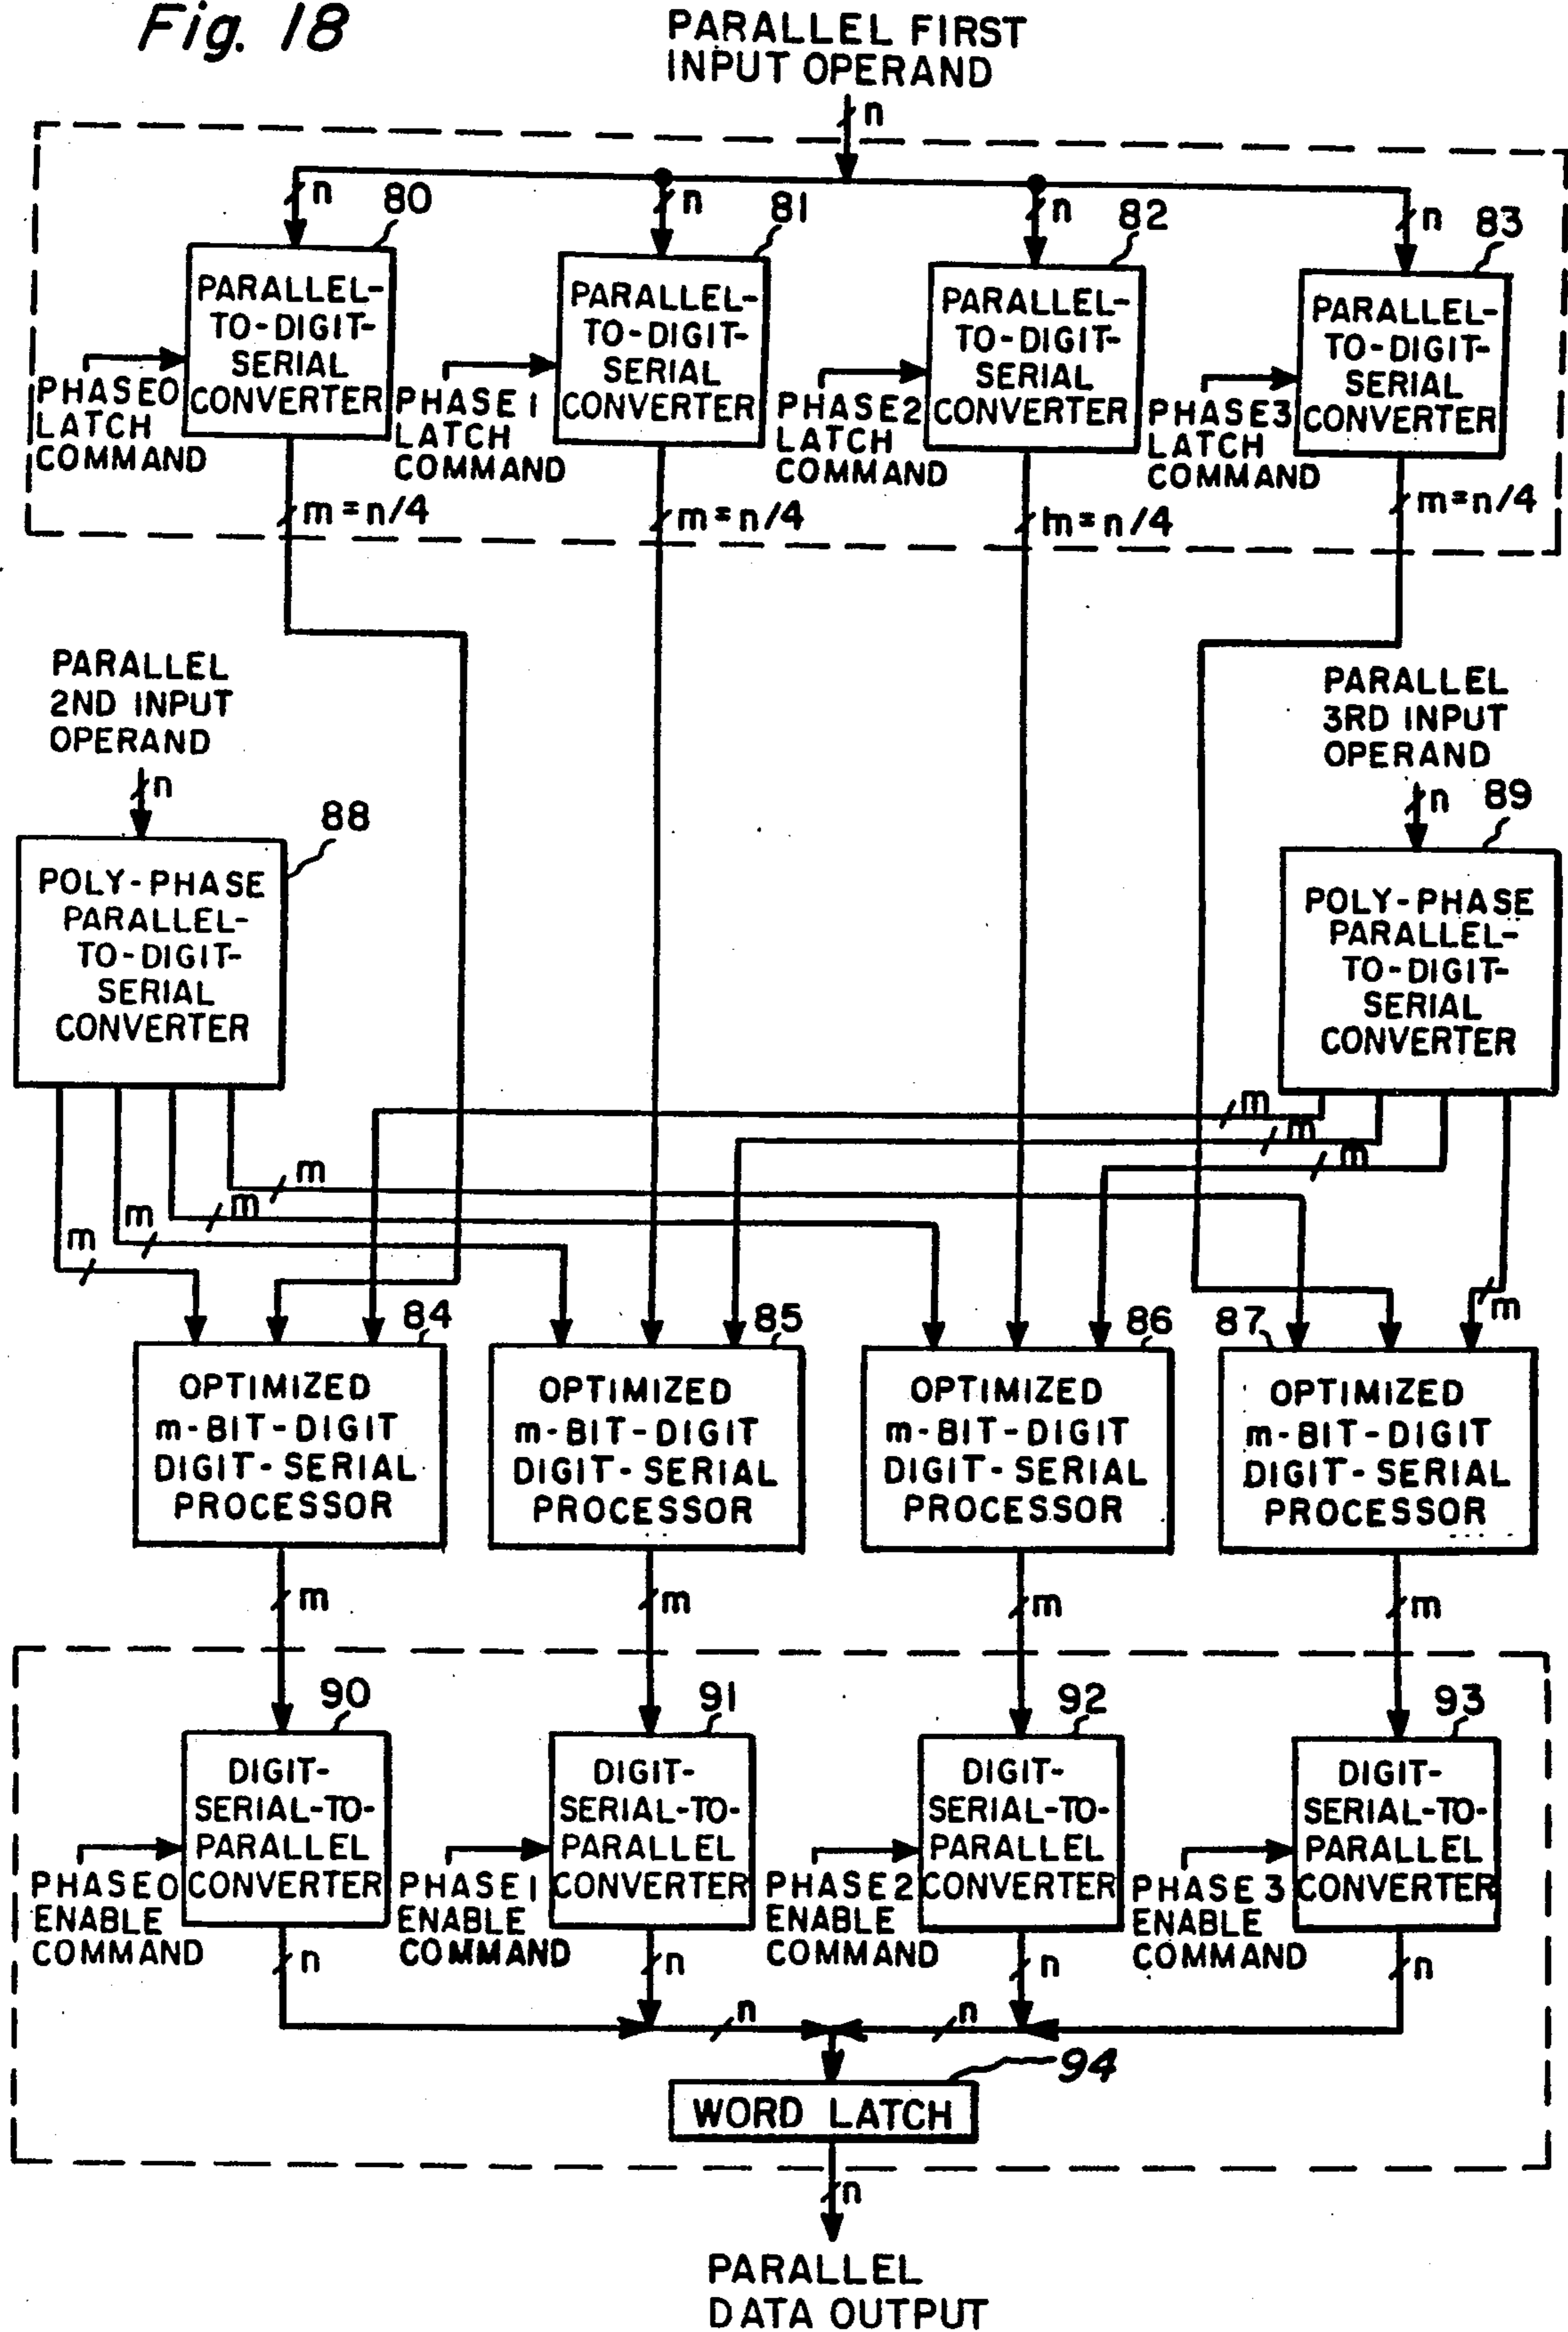 Fig. 18
PARALLEL FIRST
INPUT OPERAND
n
n
80
n
81
n
82
n
83
PARALLEL-
TO-DIGIT-
SERIAL
CONVERTER
PARALLEL-
TO-DIGIT-
SERIAL
CONVERTER
PARALLEL-
TO-DIGIT-
SERIAL
CONVERTER
PARALLEL-
TO-DIGIT-
SERIAL
CONVERTER
PHASE0
LATCH
COMMAND
PHASE 1
LATCH
COMMAND
PHASE2
LATCH
COMMAND
PHASE3
LATCH
COMMAND
m=n/4
m=n/4
m=n/4
m=n/4
PARALLEL
2ND INPUT
OPERAND
n
88
PARALLEL
3RD INPUT
OPERAND
n
89
POLY-PHASE
PARALLEL-
TO-DIGIT-
SERIAL
CONVERTER
POLY-PHASE
PARALLEL-
TO-DIGIT-
SERIAL
CONVERTER
m
m
m
m
m
m
m
m
84
85
86
87
OPTIMIZED
m-BIT-DIGIT
DIGIT-SERIAL
PROCESSOR
OPTIMIZED
m-BIT-DIGIT
DIGIT-SERIAL
PROCESSOR
OPTIMIZED
m-BIT-DIGIT
DIGIT-SERIAL
PROCESSOR
OPTIMIZED
m-BIT-DIGIT
DIGIT-SERIAL
PROCESSOR
m
m
m
m
90
91
92
93
DIGIT-
SERIAL-TO-
PARALLEL
CONVERTER
DIGIT-
SERIAL-TO-
PARALLEL
CONVERTER
DIGIT-
SERIAL-TO-
PARALLEL
CONVERTER
DIGIT-
SERIAL-TO-
PARALLEL
CONVERTER
PHASE0
ENABLE
COMMAND
PHASE 1
ENABLE
COMMAND
PHASE2
ENABLE
COMMAND
PHASE 3
ENABLE
COMMAND
n
n
n
n
n
n
94
WORD LATCH
n
PARALLEL
DATA OUTPUT